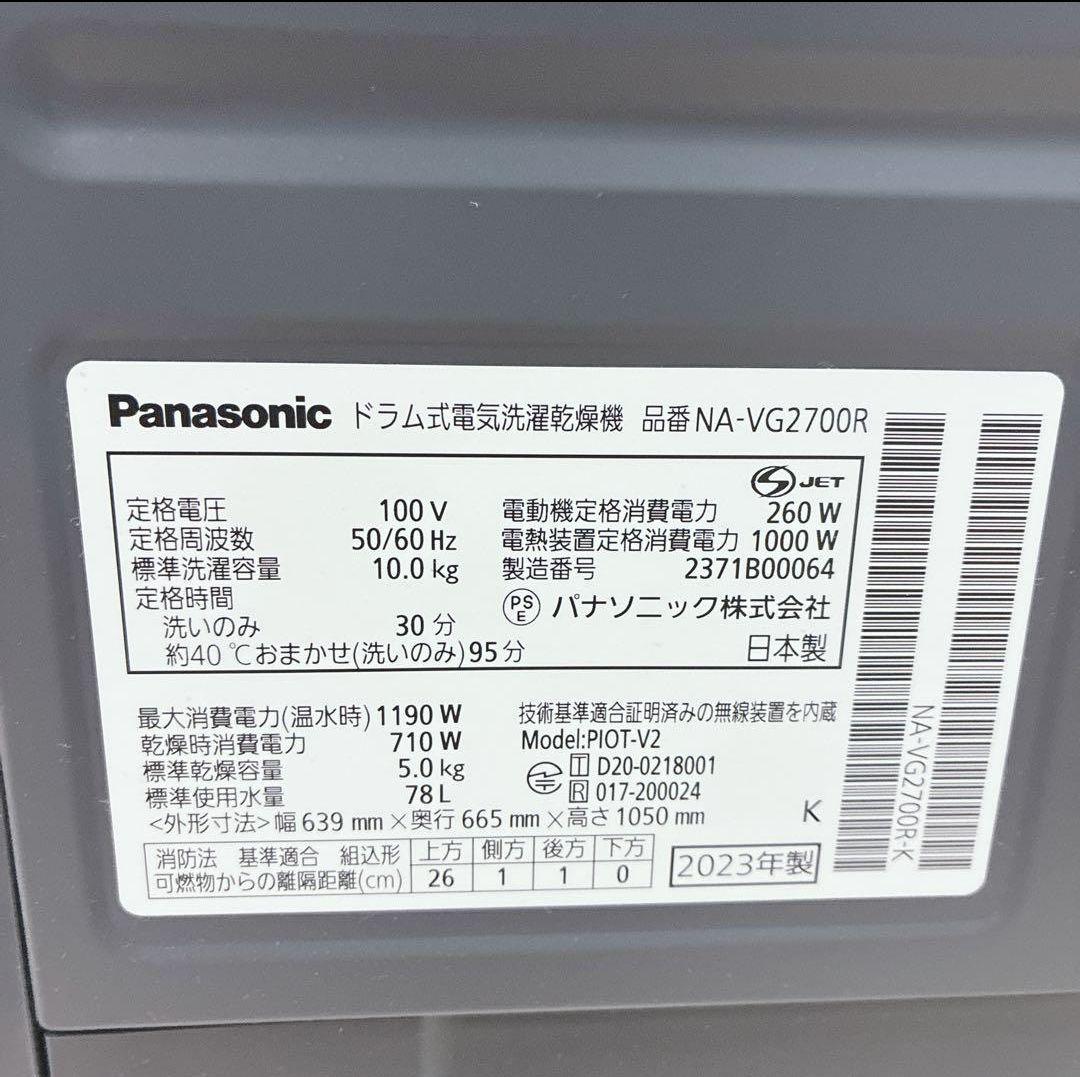 Panasonic ドラム式電気洗濯乾燥機 品番 NA-VG2700R
JET
定格電圧 100 V
定格周波数 50/60 Hz
標準洗濯容量 10.0 kg
定格時間
洗いのみ 30 分
約40 ℃おまかせ(洗いのみ) 95 分
電動機定格消費電力 260 W
電熱装置定格消費電力 1000 W
製造番号 2371B00064
PSE パナソニック株式会社
日本製
最大消費電力(温水時) 1190 W
乾燥時消費電力 710 W
標準乾燥容量 5.0 kg
標準使用水量 78 L
<外形寸法> 幅 639 mm × 奥行 665 mm × 高さ 1050 mm
技術基準適合証明済みの無線装置を内蔵
Model:PIOT-V2
T D20-0218001
R 017-200024
K
消防法 基準適合 組込形 上方 側方 後方 下方
可燃物からの離隔距離(cm) 26 1 1 0
2023年製
NA-VG2700R-K